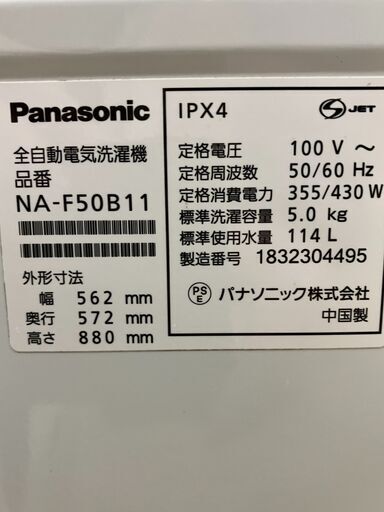 Panasonic
全自動電気洗濯機
品番
NA-F50B11
外形寸法
幅 562 mm
奥行 572 mm
高さ 880 mm
IPX4
S JET
定格電圧 100 V ～
定格周波数 50/60 Hz
定格消費電力 355/430 W
標準洗濯容量 5.0 kg
標準使用水量 114 L
製造番号 1832304495
PSE パナソニック株式会社
中国製